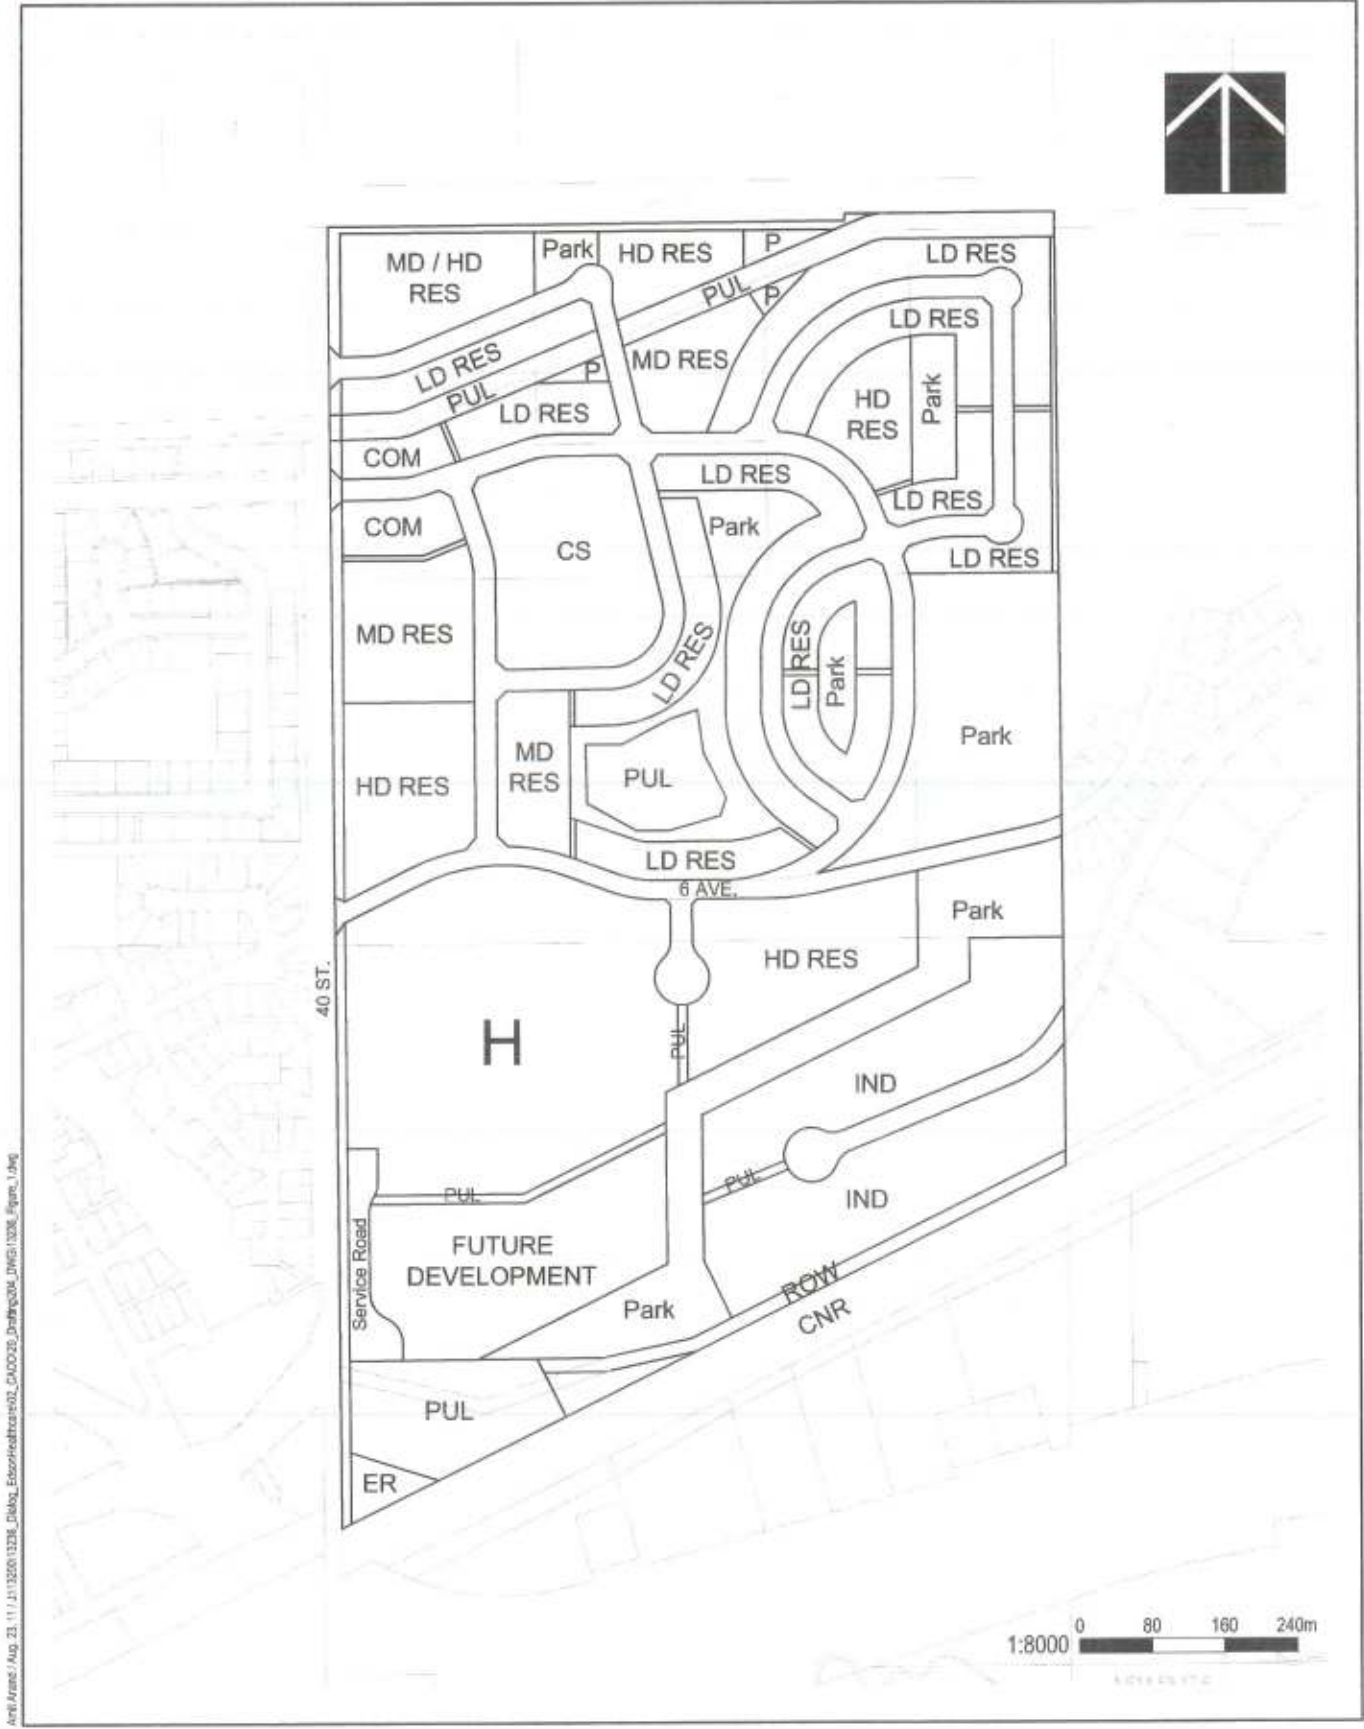 MD / HD
RES
Park
HD RES
P
LD RES
PUL
P
LD RES
LD RES
MD RES
P
PUL
LD RES
HD
RES
Park
COM
LD RES
LD RES
COM
Park
CS
LD RES
MD RES
LD RES
LD RES
Park
Park
HD RES
MD
RES
PUL
LD RES
6 AVE.
Park
HD RES
40 ST.
H
PUL
IND
PUL
PUL
IND
FUTURE
DEVELOPMENT
Service Road
Park
ROW
CNR
PUL
ER
0 80 160 240m
1:8000